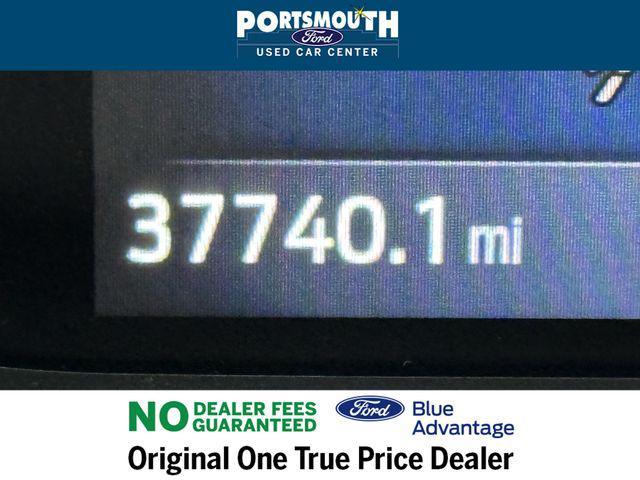 PORTSMOUTH
Ford
USED CAR CENTER
37740.1 mi
NO DEALER FEES
GUARANTEED
Ford
Blue
Advantage
Original One True Price Dealer